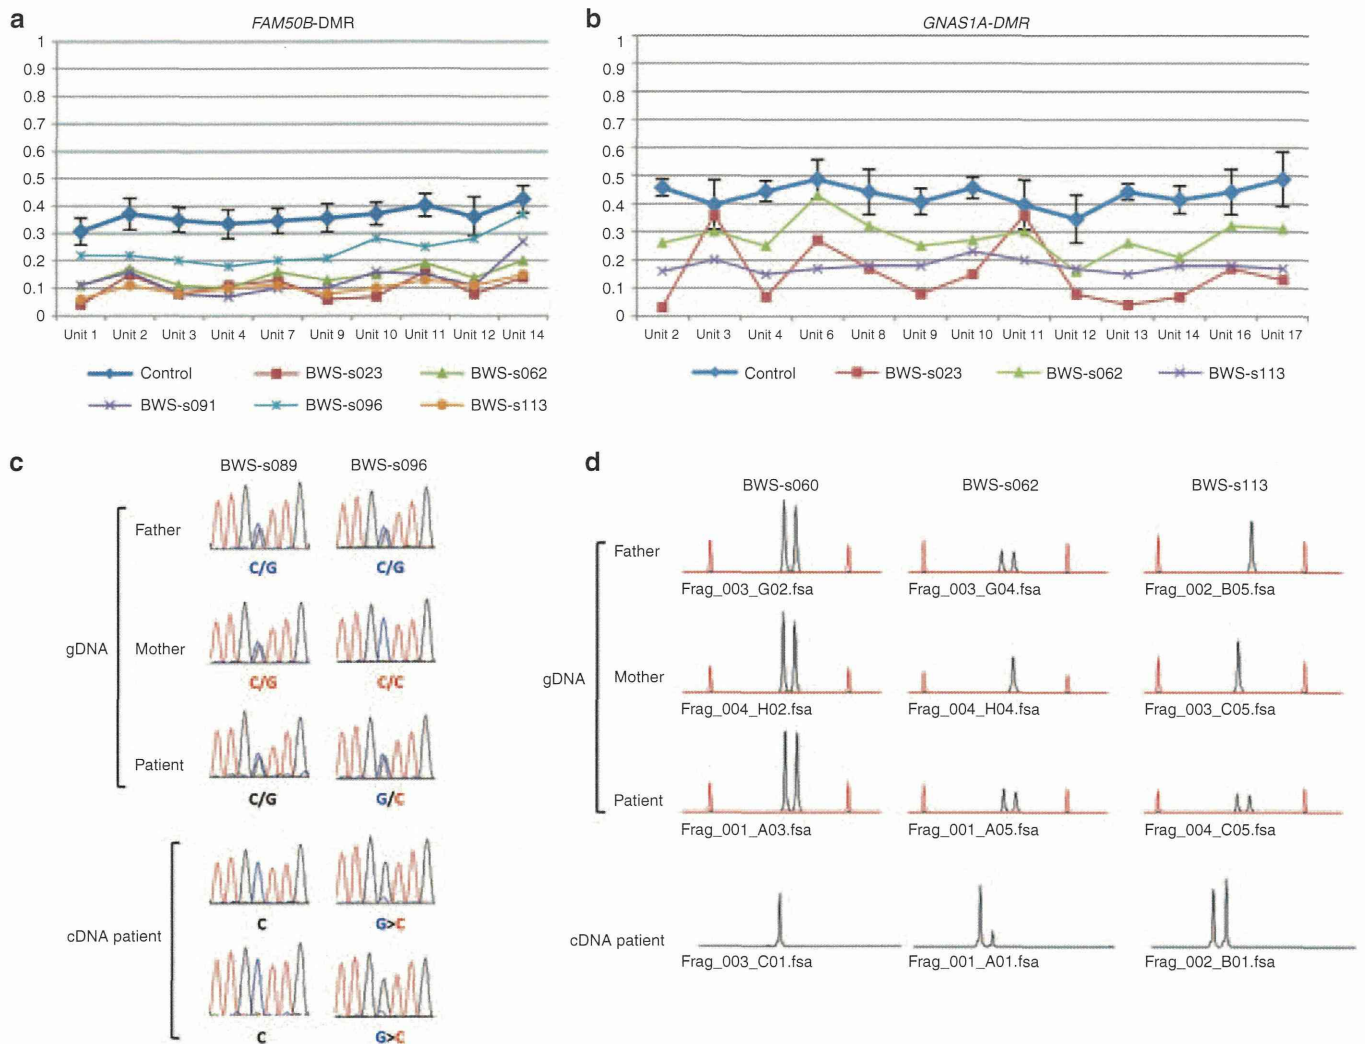 a
FAM50B-DMR
1
0.9
0.8
0.7
0.6
0.5
0.4
0.3
0.2
0.1
0
Unit 1 Unit 2 Unit 3 Unit 4 Unit 7 Unit 9 Unit 10 Unit 11 Unit 12 Unit 14
Control BWS-s023 BWS-s062
BWS-s091 BWS-s096 BWS-s113
b
GNAS1A-DMR
1
0.9
0.8
0.7
0.6
0.5
0.4
0.3
0.2
0.1
0
Unit 2 Unit 3 Unit 4 Unit 6 Unit 8 Unit 9 Unit 10 Unit 11 Unit 12 Unit 13 Unit 14 Unit 16 Unit 17
Control BWS-s023 BWS-s062 BWS-s113
c
BWS-s089 BWS-s096
gDNA
Father
C/G C/G
Mother
C/G C/C
Patient
C/G G/C
cDNA patient
C G>C
C G>C
d
BWS-s060 BWS-s062 BWS-s113
gDNA
Father
Frag_003_G02.fsa Frag_003_G04.fsa Frag_002_B05.fsa
Mother
Frag_004_H02.fsa Frag_004_H04.fsa Frag_003_C05.fsa
Patient
Frag_001_A03.fsa Frag_001_A05.fsa Frag_004_C05.fsa
cDNA patient
Frag_003_C01.fsa Frag_001_A01.fsa Frag_002_B01.fsa